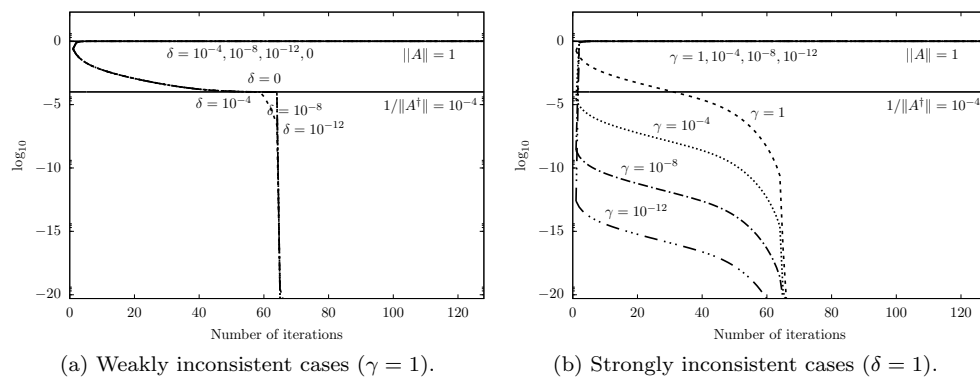 0
−5
−10
−15
−20
log₁₀
δ = 10⁻⁴, 10⁻⁸, 10⁻¹², 0
||A|| = 1
δ = 0
δ = 10⁻⁴
δ = 10⁻⁸
δ = 10⁻¹²
1/‖A†‖ = 10⁻⁴
0 20 40 60 80 100 120
Number of iterations
(a) Weakly inconsistent cases (γ = 1).
0
−5
−10
−15
−20
log₁₀
γ = 1, 10⁻⁴, 10⁻⁸, 10⁻¹²
||A|| = 1
1/‖A†‖ = 10⁻⁴
γ = 1
γ = 10⁻⁴
γ = 10⁻⁸
γ = 10⁻¹²
0 20 40 60 80 100 120
Number of iterations
(b) Strongly inconsistent cases (δ = 1).